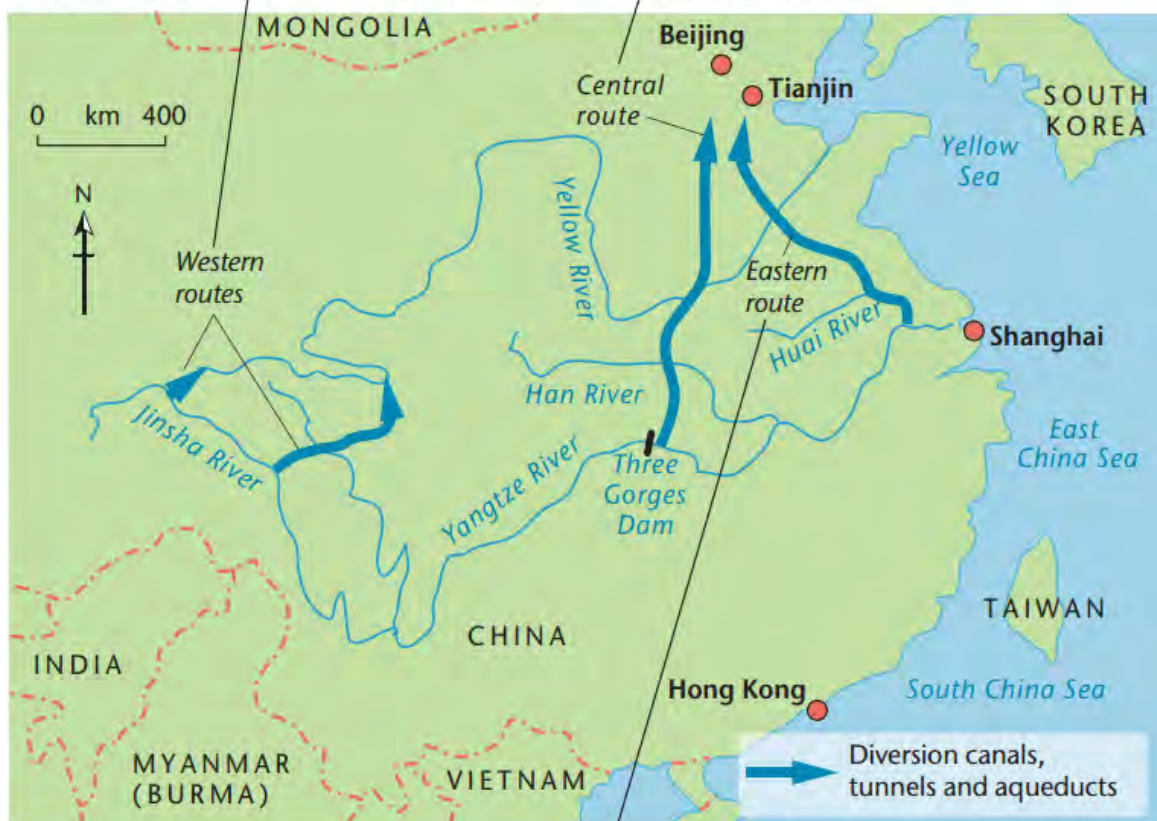 MONGOLIA
Beijing
Tianjin
Central
route
0 km 400
SOUTH
KOREA
Yellow
Sea
N
Yellow River
Western
routes
Eastern
route
Huai River
Shanghai
Han River
Jinsha River
East
China Sea
Yangtze River
Three
Gorges
Dam
TAIWAN
CHINA
INDIA
Hong Kong
South China Sea
MYANMAR
(BURMA)
VIETNAM
Diversion canals,
tunnels and aqueducts